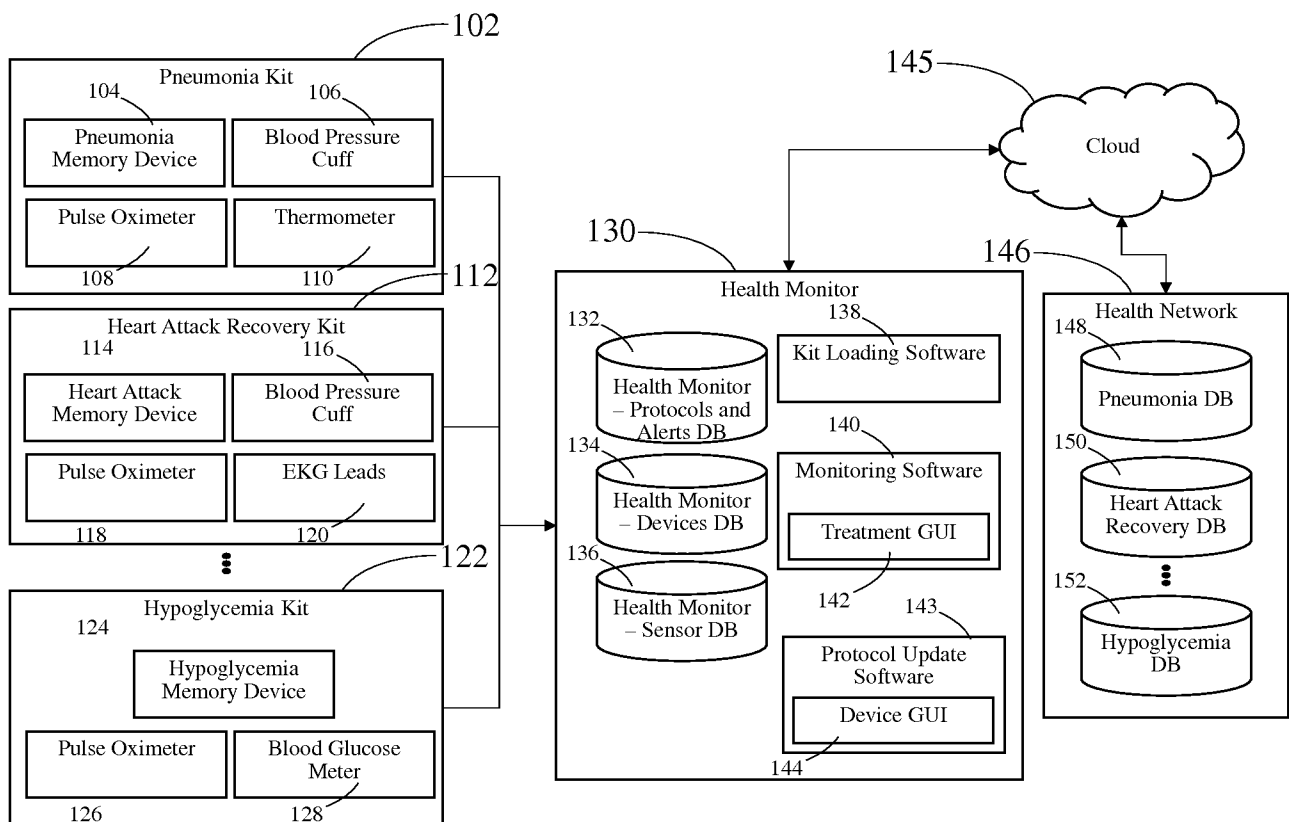 102
Pneumonia Kit
104
106
Pneumonia
Memory Device
Blood Pressure
Cuff
Pulse Oximeter
Thermometer
108
110
112
Heart Attack Recovery Kit
114
116
Heart Attack
Memory Device
Blood Pressure
Cuff
Pulse Oximeter
EKG Leads
118
120
122
Hypoglycemia Kit
124
Hypoglycemia
Memory Device
Pulse Oximeter
Blood Glucose
Meter
126
128
130
Health Monitor
132
Health Monitor
– Protocols and
Alerts DB
134
Health Monitor
– Devices DB
136
Health Monitor
– Sensor DB
138
Kit Loading Software
140
Monitoring Software
Treatment GUI
142
143
Protocol Update
Software
Device GUI
144
145
Cloud
146
Health Network
148
Pneumonia DB
150
Heart Attack
Recovery DB
152
Hypoglycemia
DB